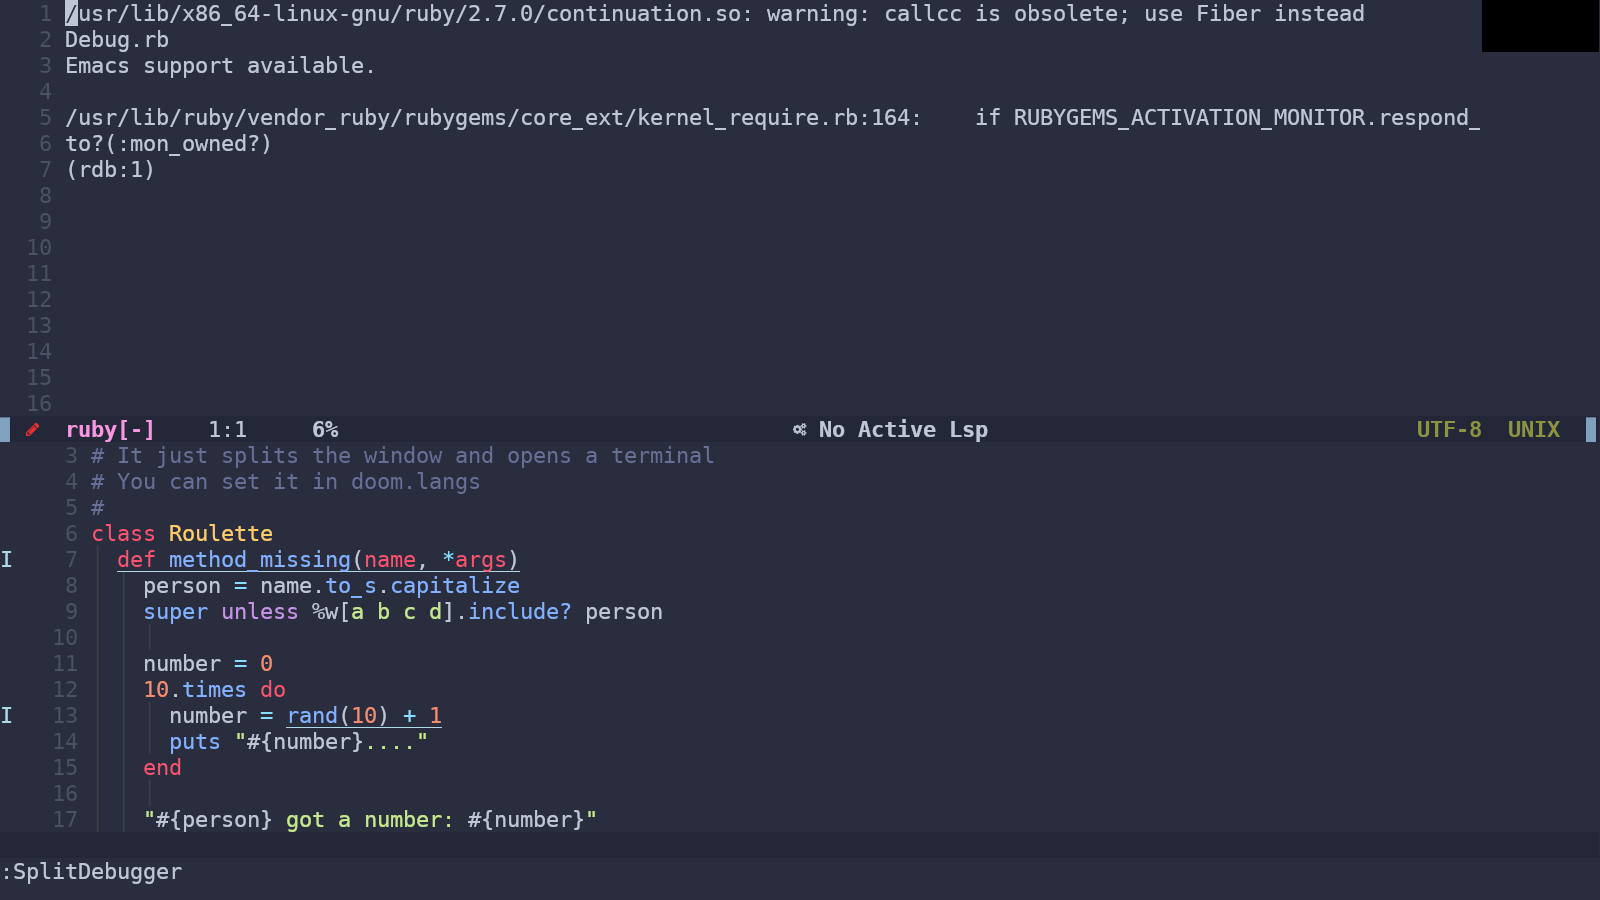 1 /usr/lib/x86_64-linux-gnu/ruby/2.7.0/continuation.so: warning: callcc is obsolete; use Fiber instead
2 Debug.rb
3 Emacs support available.
4
5 /usr/lib/ruby/vendor_ruby/rubygems/core_ext/kernel_require.rb:164:    if RUBYGEMS_ACTIVATION_MONITOR.respond_
6 to?(:mon_owned?)
7 (rdb:1)
8
9
10
11
12
13
14
15
16
ruby[-] 1:1 6% No Active Lsp UTF-8 UNIX
3 # It just splits the window and opens a terminal
4 # You can set it in doom.langs
5 #
6 class Roulette
I 7   def method_missing(name, *args)
8     person = name.to_s.capitalize
9     super unless %w[a b c d].include? person
10
11     number = 0
12     10.times do
I 13       number = rand(10) + 1
14       puts "#{number}...."
15     end
16
17     "#{person} got a number: #{number}"
:SplitDebugger